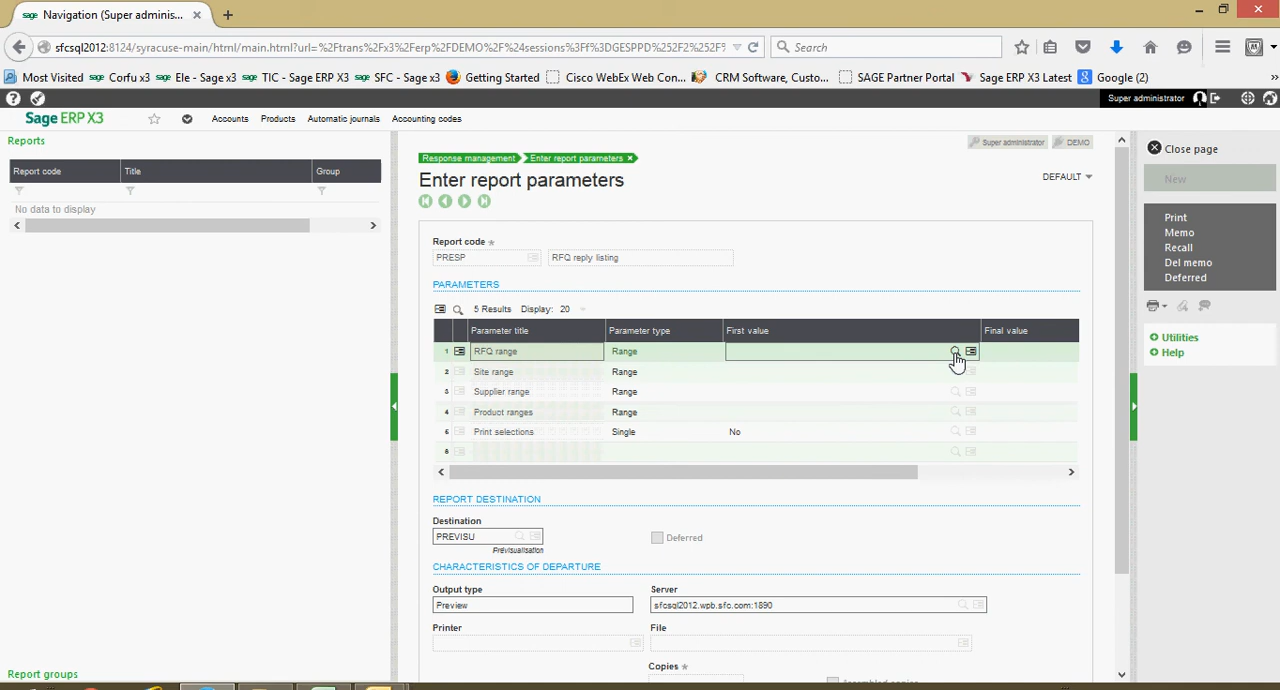 sage Navigation (Super adminis...
sfcsql2012:8124/syracuse-main/html/main.html?url=%2Ftrans%2Fx3%2Ferp%2FDEMO%2F%24sessions%3Ff%3DGESPPD%252F2%252F%
Search
Most Visited sage Corfu x3 sage Ele - Sage x3 sage TIC - Sage ERP X3 sage SFC - Sage x3 Getting Started Cisco WebEx Web Con... CRM Software, Custo... SAGE Partner Portal Sage ERP X3 Latest Google (2)
Super administrator
Sage ERP X3 Accounts Products Automatic journals Accounting codes
Reports
Report code Title Group
No data to display
Report groups
Super administrator DEMO
Response management Enter report parameters
Enter report parameters
DEFAULT
Report code *
PRESP RFQ reply listing
PARAMETERS
5 Results Display: 20
Parameter title Parameter type First value Final value
1 RFQ range Range
2 Site range Range
3 Supplier range Range
4 Product ranges Range
5 Print selections Single No
6
REPORT DESTINATION
Destination
PREVISU Deferred
Prévisualisation
CHARACTERISTICS OF DEPARTURE
Output type Server
Preview sfcsql2012.wpb.sfc.com:1890
Printer File
Copies *
Close page
New
Print
Memo
Recall
Del memo
Deferred
Utilities
Help